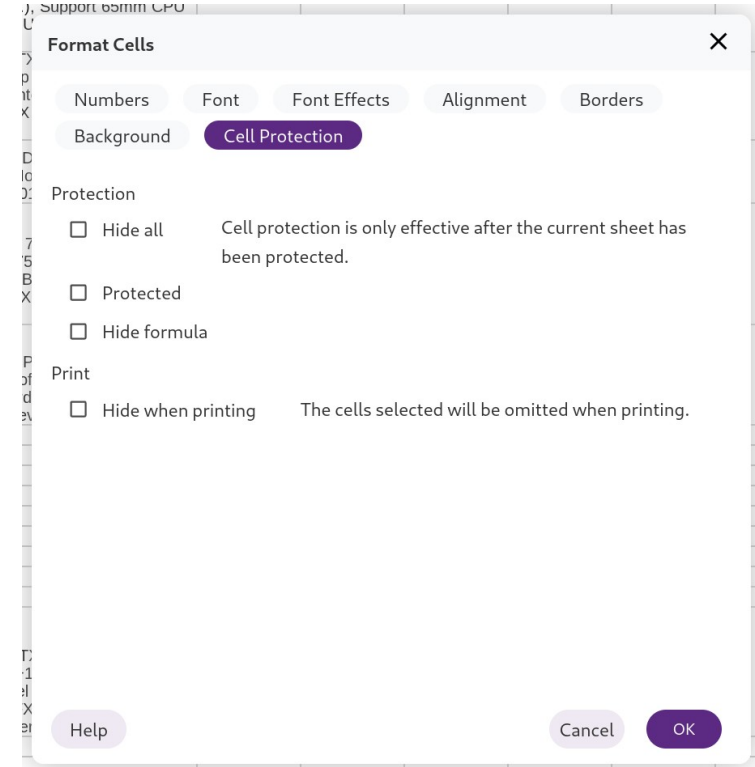 ), Support 65mm CPU
Format Cells
Numbers Font Font Effects Alignment Borders
Background Cell Protection
Protection
Hide all Cell protection is only effective after the current sheet has
been protected.
Protected
Hide formula
Print
Hide when printing The cells selected will be omitted when printing.
Help Cancel OK